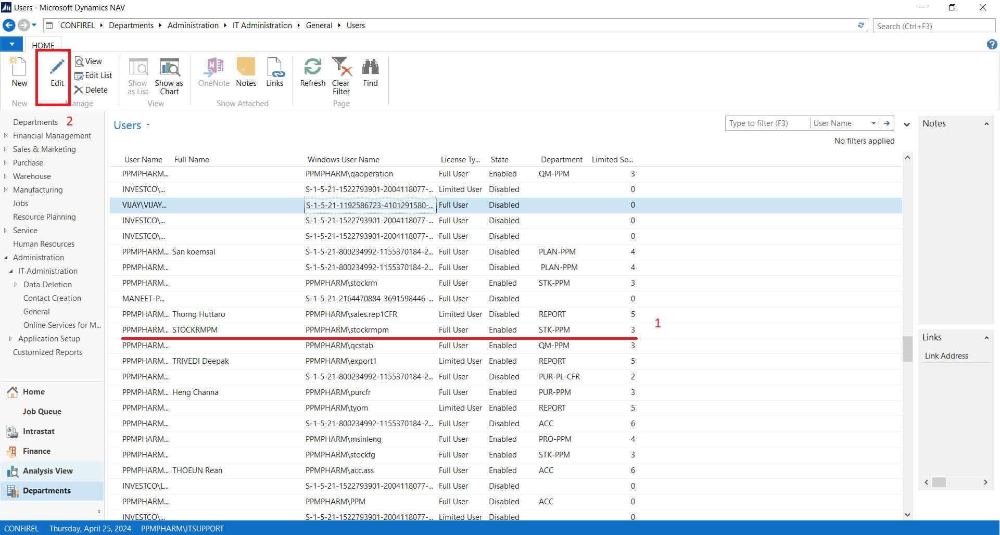 Users - Microsoft Dynamics NAV
CONFIREL Departments Administration IT Administration General Users
Search (Ctrl+F3)
HOME
New
Edit
View
Edit List
Delete
Show as List
Show as Chart
OneNote
Notes
Links
Refresh
Clear Filter
Find
New
Manage
View
Show Attached
Page
Departments 2
Financial Management
Sales & Marketing
Purchase
Warehouse
Manufacturing
Jobs
Resource Planning
Service
Human Resources
Administration
IT Administration
Data Deletion
Contact Creation
General
Online Services for M...
Application Setup
Customized Reports
Home
Job Queue
Intrastat
Finance
Analysis View
Departments
Users
Type to filter (F3) User Name
No filters applied
User Name Full Name Windows User Name License Ty... State Department Limited Se...
PPMPHARM... PPMPHARM\qaoperation Full User Enabled QM-PPM 3
INVESTCO\... S-1-5-21-1522793901-2004118077-... Limited User Disabled 0
VIJAY\VIJAY... S-1-5-21-1192586723-4101291580-... Full User Disabled 0
INVESTCO\... S-1-5-21-1522793901-2004118077-... Full User Disabled 0
INVESTCO\... S-1-5-21-1522793901-2004118077-... Full User Disabled 0
PPMPHARM... San koemsal S-1-5-21-800234992-1155370184-2... Full User Disabled PLAN-PPM 4
PPMPHARM... S-1-5-21-800234992-1155370184-2... Full User Disabled PLAN-PPM 4
PPMPHARM... PPMPHARM\stockrm Full User Enabled STK-PPM 3
MANEET-P... S-1-5-21-2164470884-3691598446-... Full User Disabled 0
PPMPHARM... Thorng Huttaro PPMPHARM\sales.rep1CFR Limited User Disabled REPORT 5
1
PPMPHARM... STOCKRMPM PPMPHARM\stockrmpm Full User Enabled STK-PPM 3
PPMPHARM... PPMPHARM\qcstab Full User Enabled QM-PPM 3
PPMPHARM... TRIVEDI Deepak PPMPHARM\export1 Limited User Enabled REPORT 5
PPMPHARM... S-1-5-21-800234992-1155370184-2... Full User Disabled PUR-PL-CFR 2
PPMPHARM... Heng Channa PPMPHARM\purcfr Full User Enabled PUR-PPM 3
PPMPHARM... PPMPHARM\tyorn Limited User Enabled REPORT 5
PPMPHARM... S-1-5-21-800234992-1155370184-2... Full User Disabled ACC 6
PPMPHARM... PPMPHARM\msinleng Full User Enabled PRO-PPM 4
PPMPHARM... PPMPHARM\stockfg Full User Enabled STK-PPM 3
PPMPHARM... THOEUN Rean PPMPHARM\acc.ass Full User Enabled ACC 6
INVESTCO\L... S-1-5-21-1522793901-2004118077-... Full User Disabled 0
PPMPHARM... PPMPHARM\PPM Full User Disabled ACC 0
INVESTCO\... S-1-5-21-1522793901-2004118077-... Limited User Disabled 0
Notes
Links
Link Address
CONFIREL Thursday, April 25, 2024 PPMPHARM\ITSUPPORT